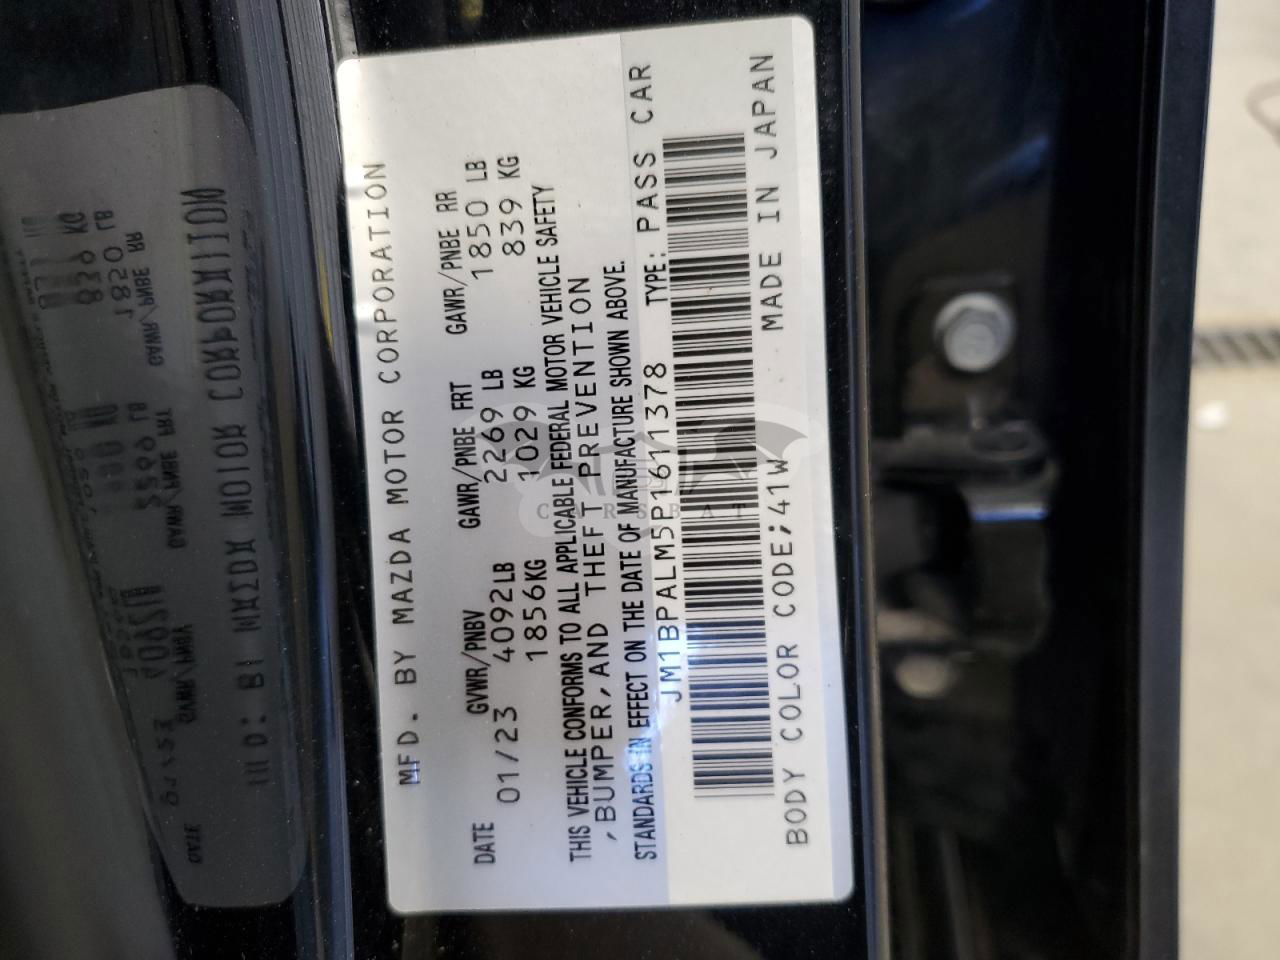 MFD. BY MAZDA MOTOR CORPORATION
DATE GVWR/PNBV GAWR/PNBE FRT GAWR/PNBE RR
01/23 4092LB 2269 LB 1850 LB
1856KG 1029 KG 839 KG
THIS VEHICLE CONFORMS TO ALL APPLICABLE FEDERAL MOTOR VEHICLE SAFETY
,BUMPER,AND THEFT PREVENTION
STANDARDS IN EFFECT ON THE DATE OF MANUFACTURE SHOWN ABOVE.
JM1BPALM5P1611378 TYPE: PASS CAR
BODY COLOR CODE;41W MADE IN JAPAN
CARSBAT